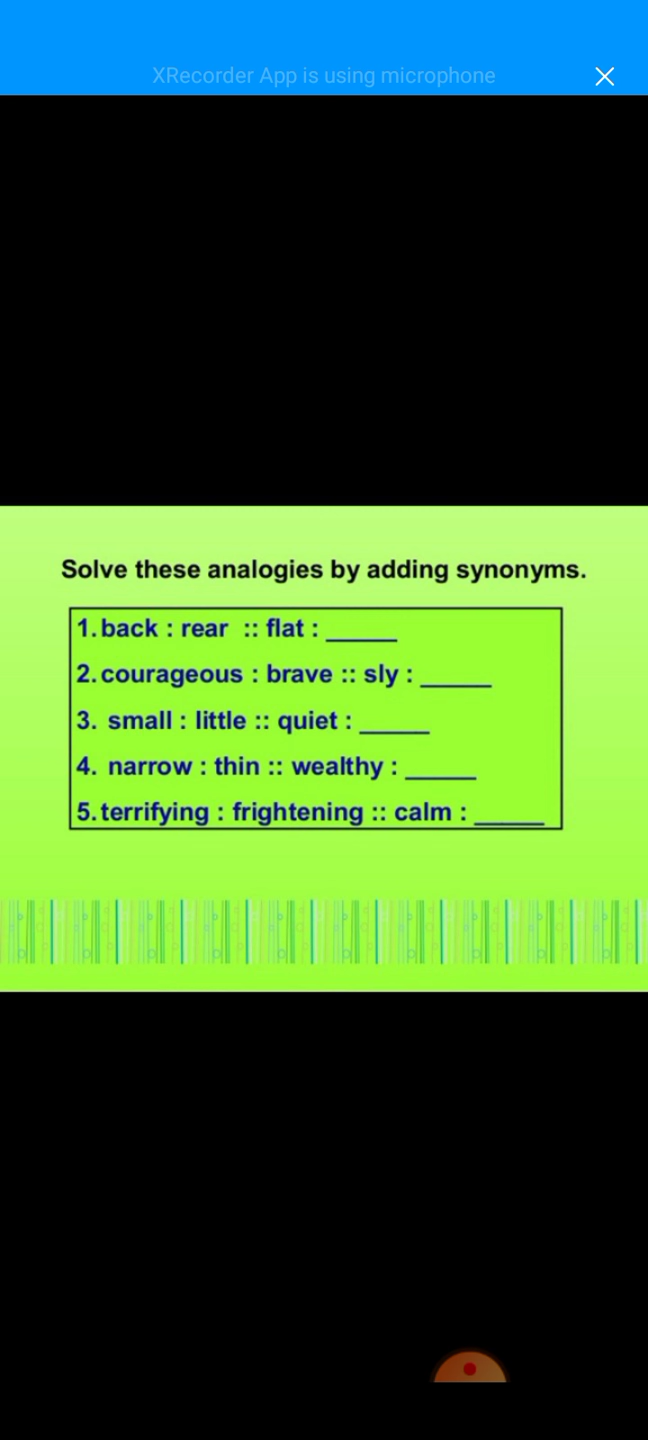 XRecorder App is using microphone
Solve these analogies by adding synonyms.
1. back : rear :: flat : _____
2. courageous : brave :: sly : _____
3. small : little :: quiet : _____
4. narrow : thin :: wealthy : _____
5. terrifying : frightening :: calm : _____